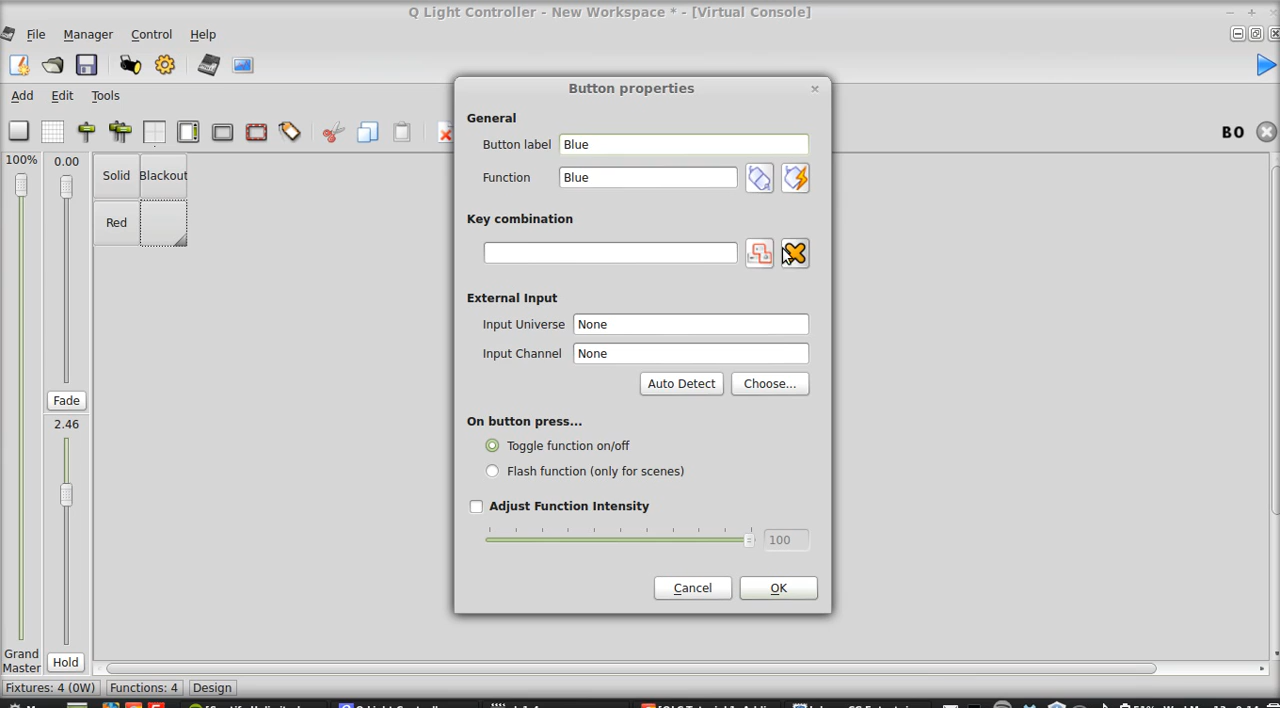 Q Light Controller - New Workspace * - [Virtual Console]
File Manager Control Help
Add Edit Tools
BO
100% 0.00
Solid Blackout
Red
Fade
2.46
Grand Master
Hold
Button properties
General
Button label Blue
Function Blue
Key combination
External Input
Input Universe None
Input Channel None
Auto Detect Choose...
On button press...
Toggle function on/off
Flash function (only for scenes)
Adjust Function Intensity
100
Cancel OK
Fixtures: 4 (0W) Functions: 4 Design